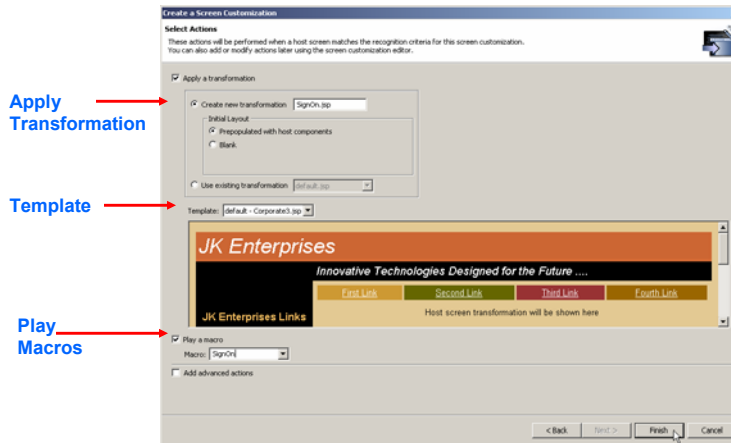 Create a Screen Customization
Select Actions
These actions will be performed when a host screen matches the recognition criteria for this screen customization.
You can also add or modify actions later using the screen customization editor.
Apply a transformation
Apply
Transformation
Create new transformation SignOn.jsp
Initial Layout
Prepopulated with host components
Blank
Use existing transformation default.jsp
Template
Template: default - Corporate3.jsp
JK Enterprises
Innovative Technologies Designed for the Future ....
First Link Second Link Third Link Fourth Link
JK Enterprises Links
Host screen transformation will be shown here
Play
Macros
Play a macro
Macro: SignOn
Add advanced actions
< Back Next > Finish Cancel